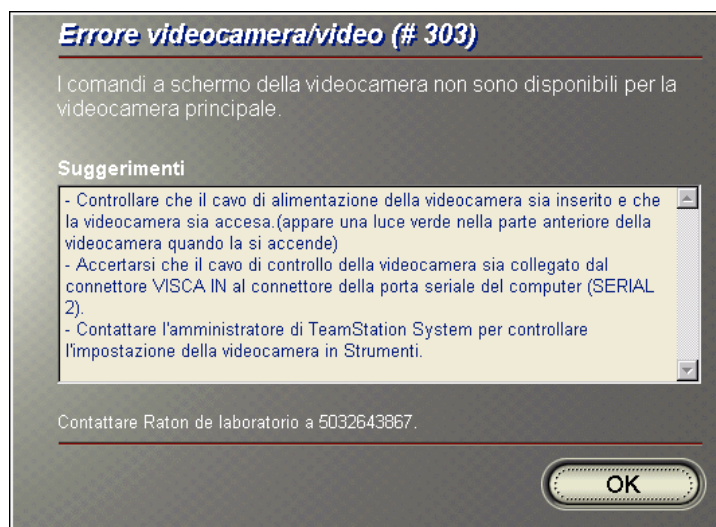 Errore videocamera/video (# 303)
I comandi a schermo della videocamera non sono disponibili per la
videocamera principale.
Suggerimenti
- Controllare che il cavo di alimentazione della videocamera sia inserito e che
la videocamera sia accesa.(appare una luce verde nella parte anteriore della
videocamera quando la si accende)
- Accertarsi che il cavo di controllo della videocamera sia collegato dal
connettore VISCA IN al connettore della porta seriale del computer (SERIAL
2).
- Contattare l'amministratore di TeamStation System per controllare
l'impostazione della videocamera in Strumenti.
Contattare Raton de laboratorio a 5032643867.
OK